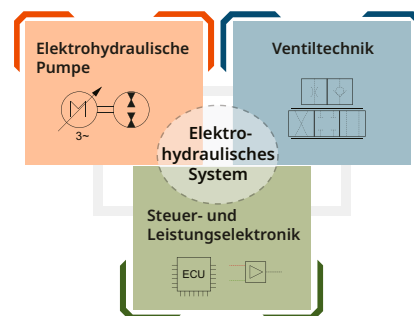 Elektrohydraulische
Pumpe
M
3~
Ventiltechnik
Elektro-
hydraulisches
System
Steuer- und
Leistungselektronik
ECU